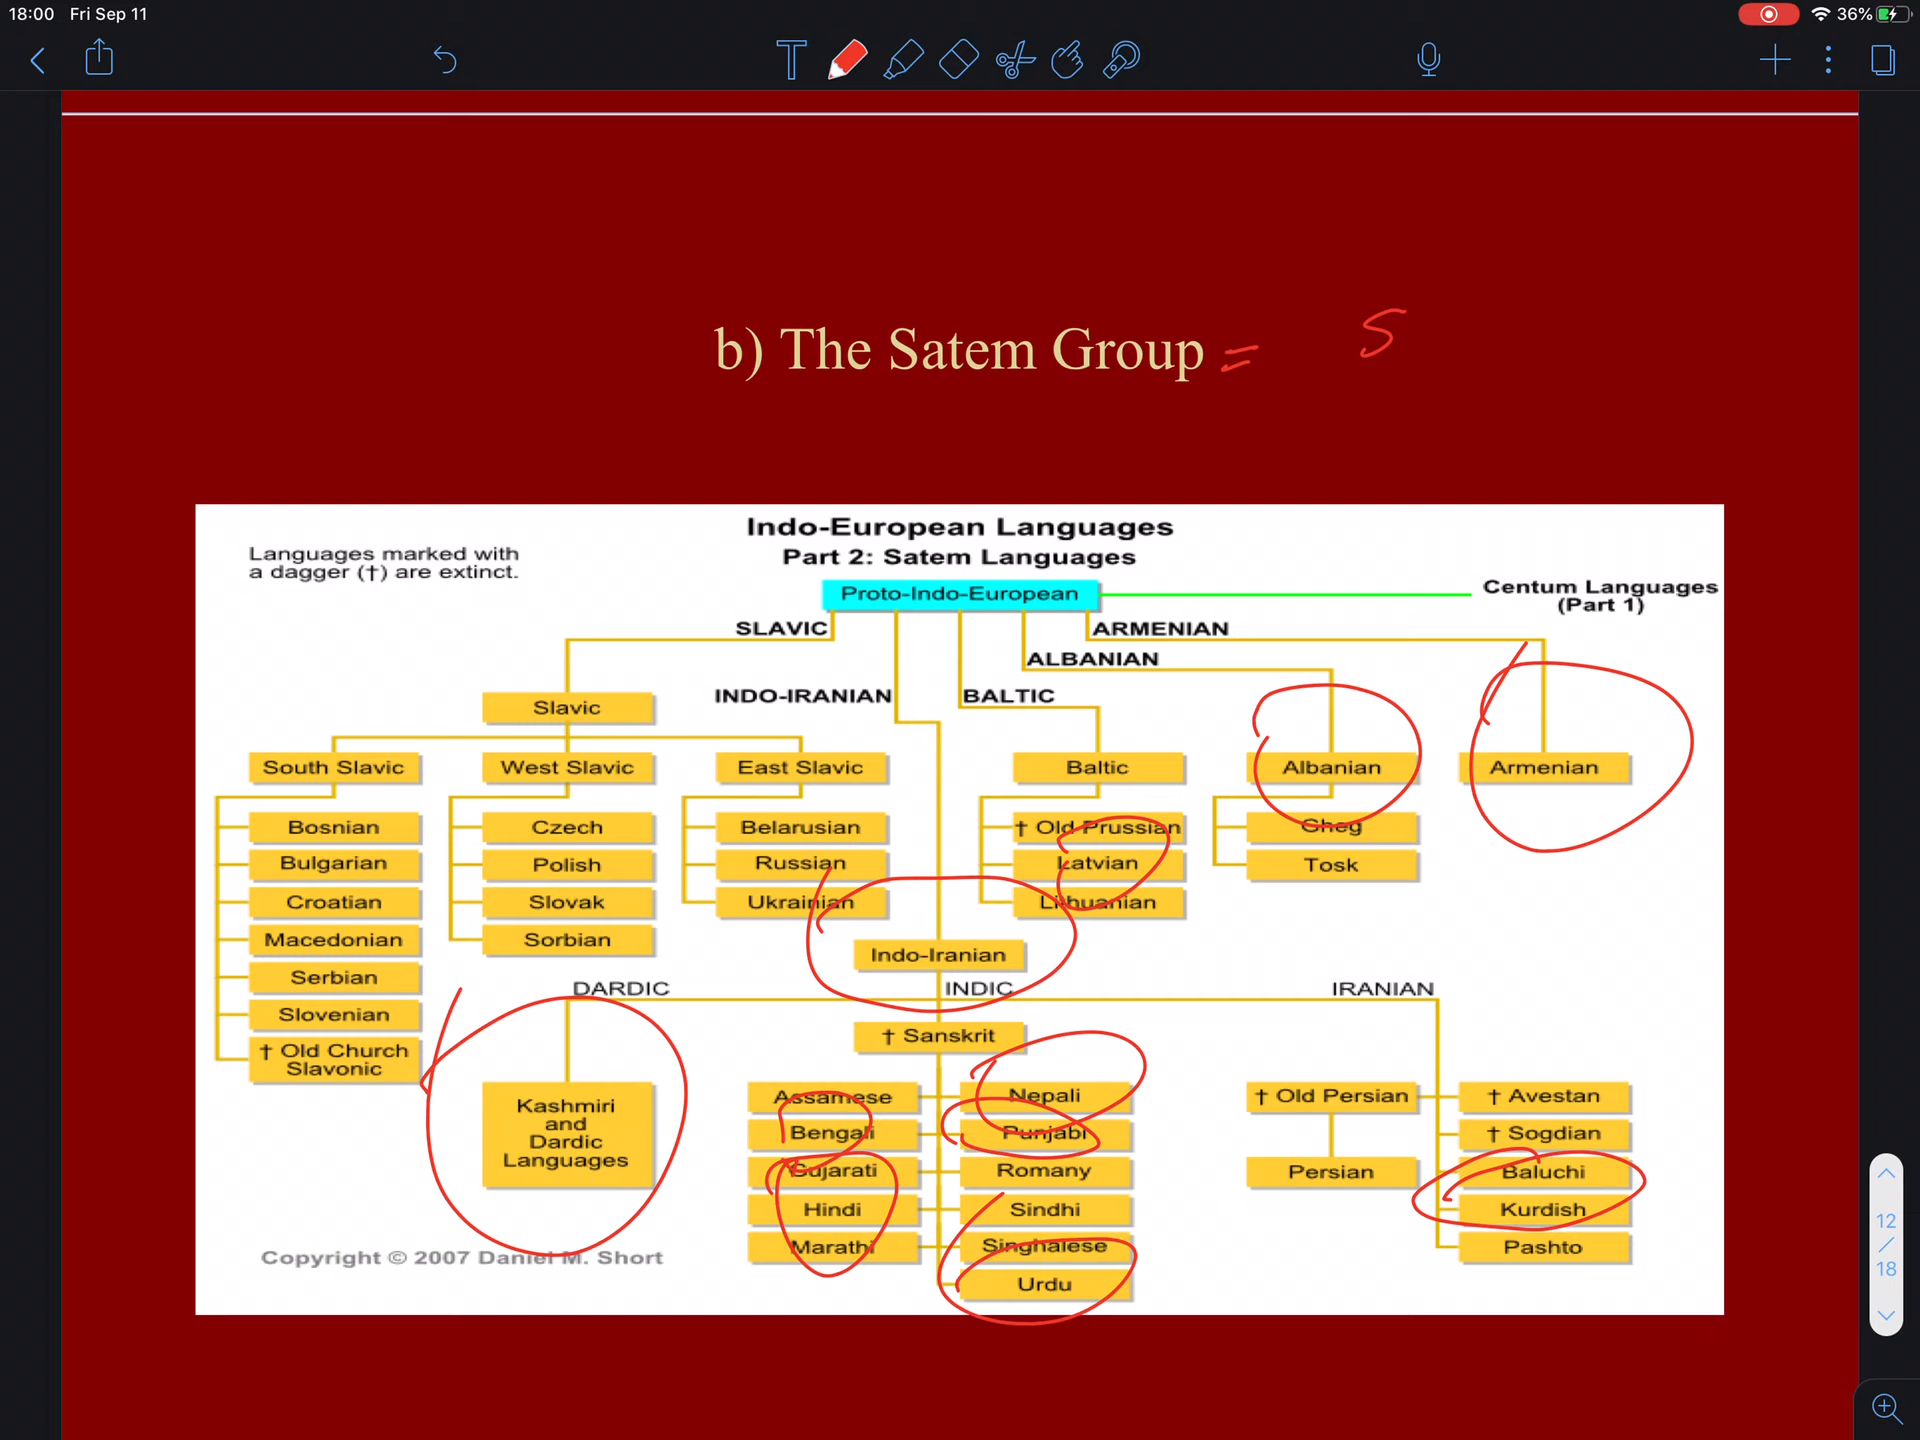 18:00 Fri Sep 11
36%
T
b) The Satem Group = S
Indo-European Languages
Part 2: Satem Languages
Languages marked with
a dagger (†) are extinct.
Proto-Indo-European
Centum Languages
(Part 1)
SLAVIC
ARMENIAN
ALBANIAN
INDO-IRANIAN
BALTIC
Slavic
South Slavic
West Slavic
East Slavic
Baltic
Albanian
Armenian
Bosnian
Bulgarian
Croatian
Macedonian
Serbian
Slovenian
† Old Church
Slavonic
Czech
Polish
Slovak
Sorbian
Belarusian
Russian
Ukrainian
† Old Prussian
Latvian
Lithuanian
Gheg
Tosk
Indo-Iranian
DARDIC
INDIC
IRANIAN
Kashmiri
and
Dardic
Languages
† Sanskrit
Assamese
Bengali
Gujarati
Hindi
Marathi
Nepali
Punjabi
Romany
Sindhi
Singhalese
Urdu
† Old Persian
Persian
† Avestan
† Sogdian
Baluchi
Kurdish
Pashto
Copyright © 2007 Daniel M. Short
12
/
18